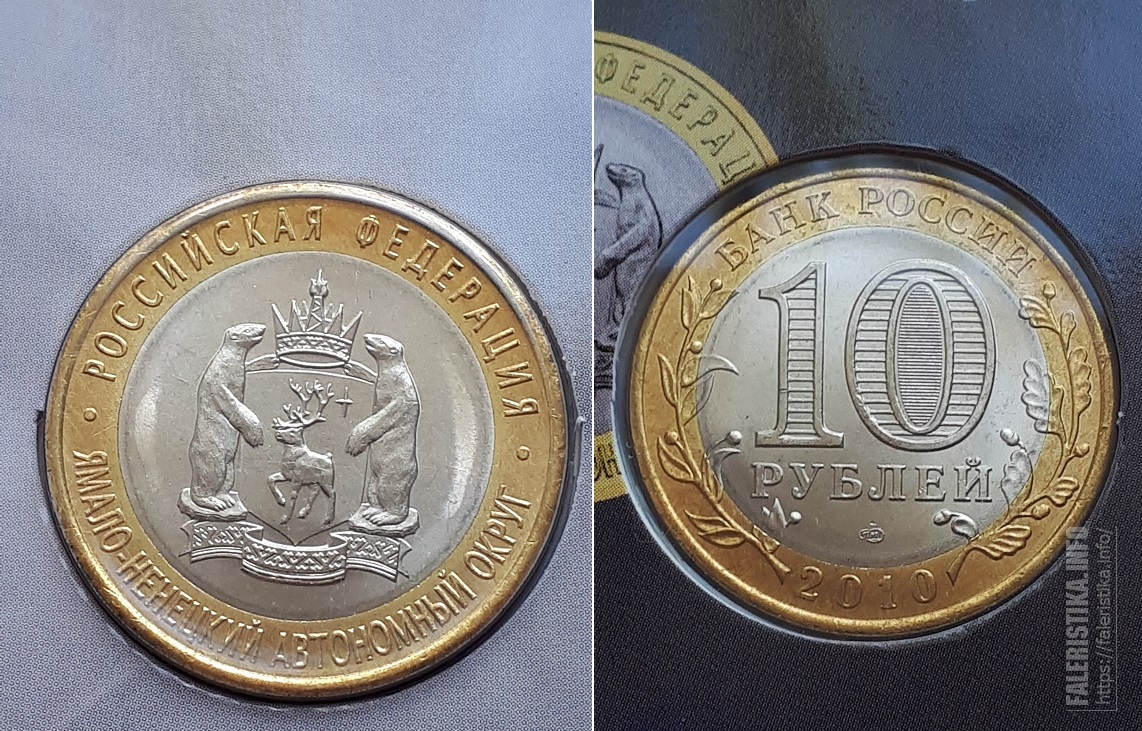 РОССИЙСКАЯ ФЕДЕРАЦИЯ
ЯМАЛО-НЕНЕЦКИЙ АВТОНОМНЫЙ ОКРУГ
ФЕДЕРАЦ
БАНК РОССИИ
10
РУБЛЕЙ
2010
FALERISTIKA.INFO
https://faleristika.info/